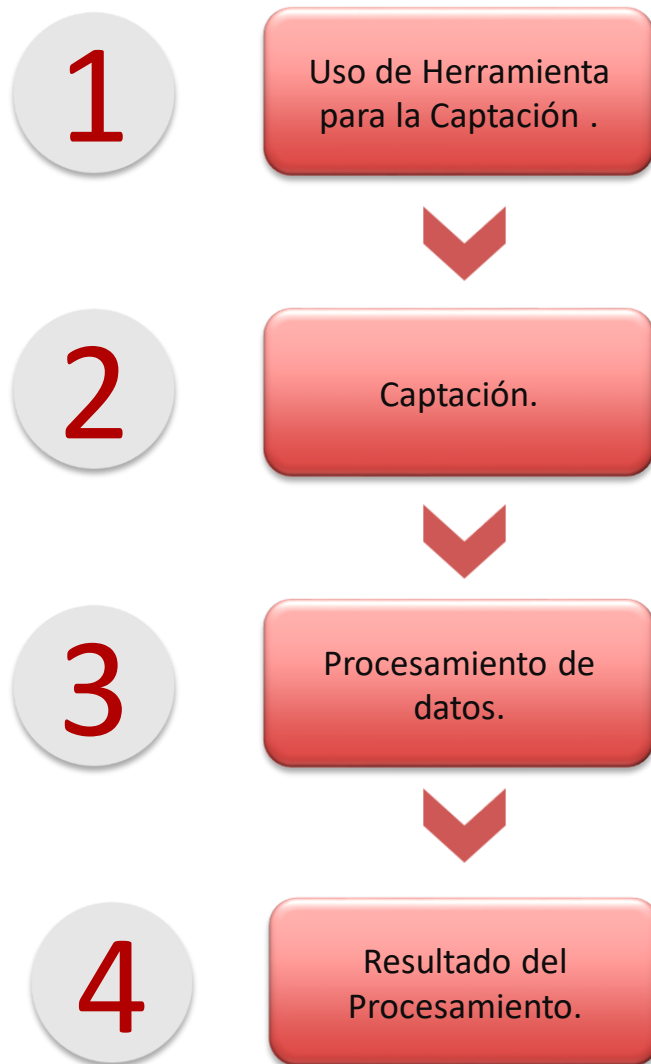 1
Uso de Herramienta
para la Captación .
2
Captación.
3
Procesamiento de
datos.
4
Resultado del
Procesamiento.